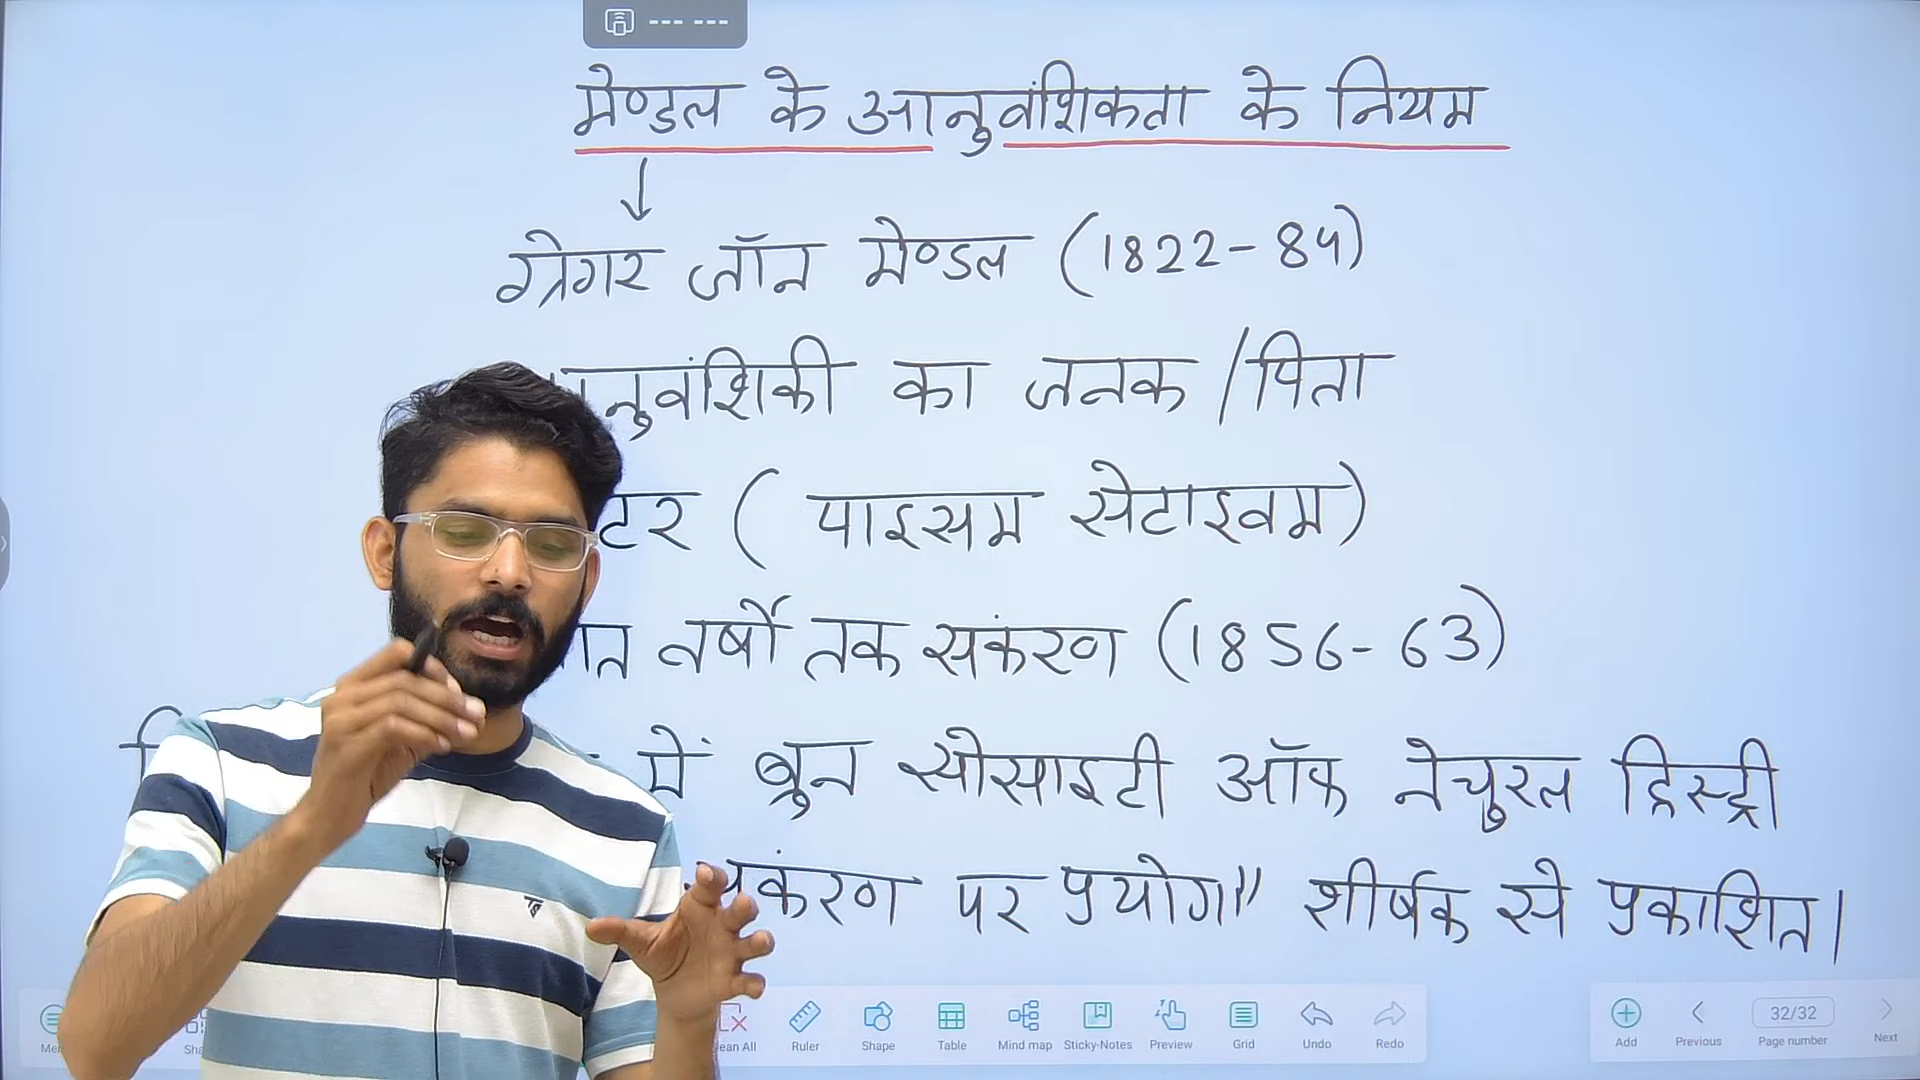 मेण्डल के आनुवंशिकता के नियम
↓
ग्रेगर जॉन मेण्डल (1822-84)
नुवंशिकी का जनक / पिता
टर ( पाइसम सेटाइवम)
वर्षों तक संकरण (1856-63)
में ब्रुन सोसाइटी ऑफ नेचुरल हिस्ट्री
संकरण पर प्रयोग" शीर्षक से प्रकाशित।
ean All Ruler Shape Table Mind map Sticky-Notes Preview Grid Undo Redo Add Previous 32/32 Page number Next